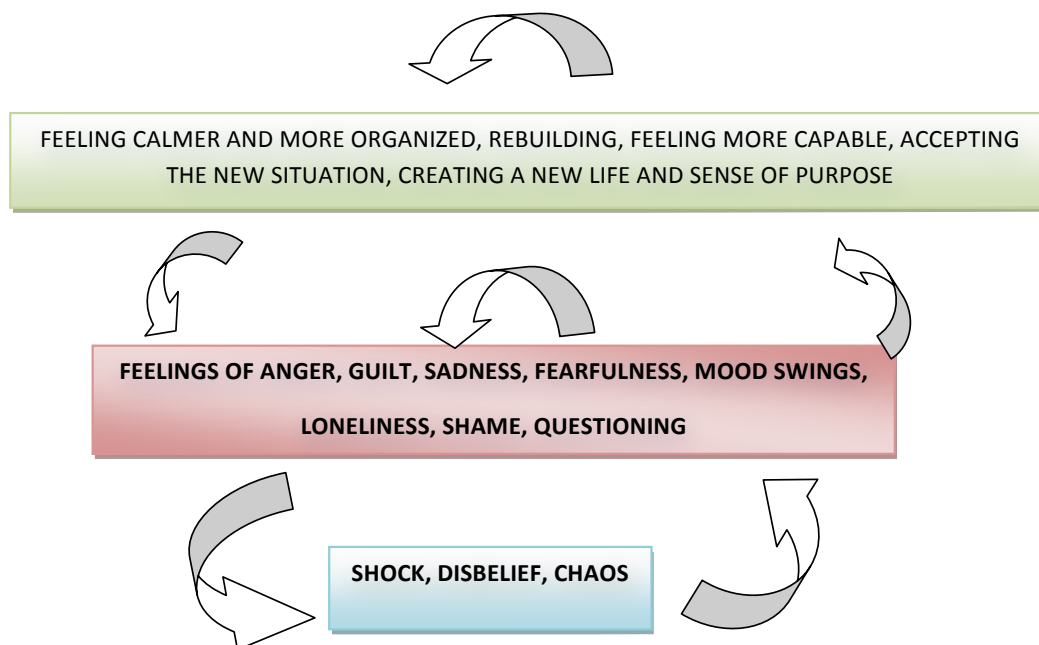 FEELING CALMER AND MORE ORGANIZED, REBUILDING, FEELING MORE CAPABLE, ACCEPTING
THE NEW SITUATION, CREATING A NEW LIFE AND SENSE OF PURPOSE
FEELINGS OF ANGER, GUILT, SADNESS, FEARFULNESS, MOOD SWINGS,
LONELINESS, SHAME, QUESTIONING
SHOCK, DISBELIEF, CHAOS